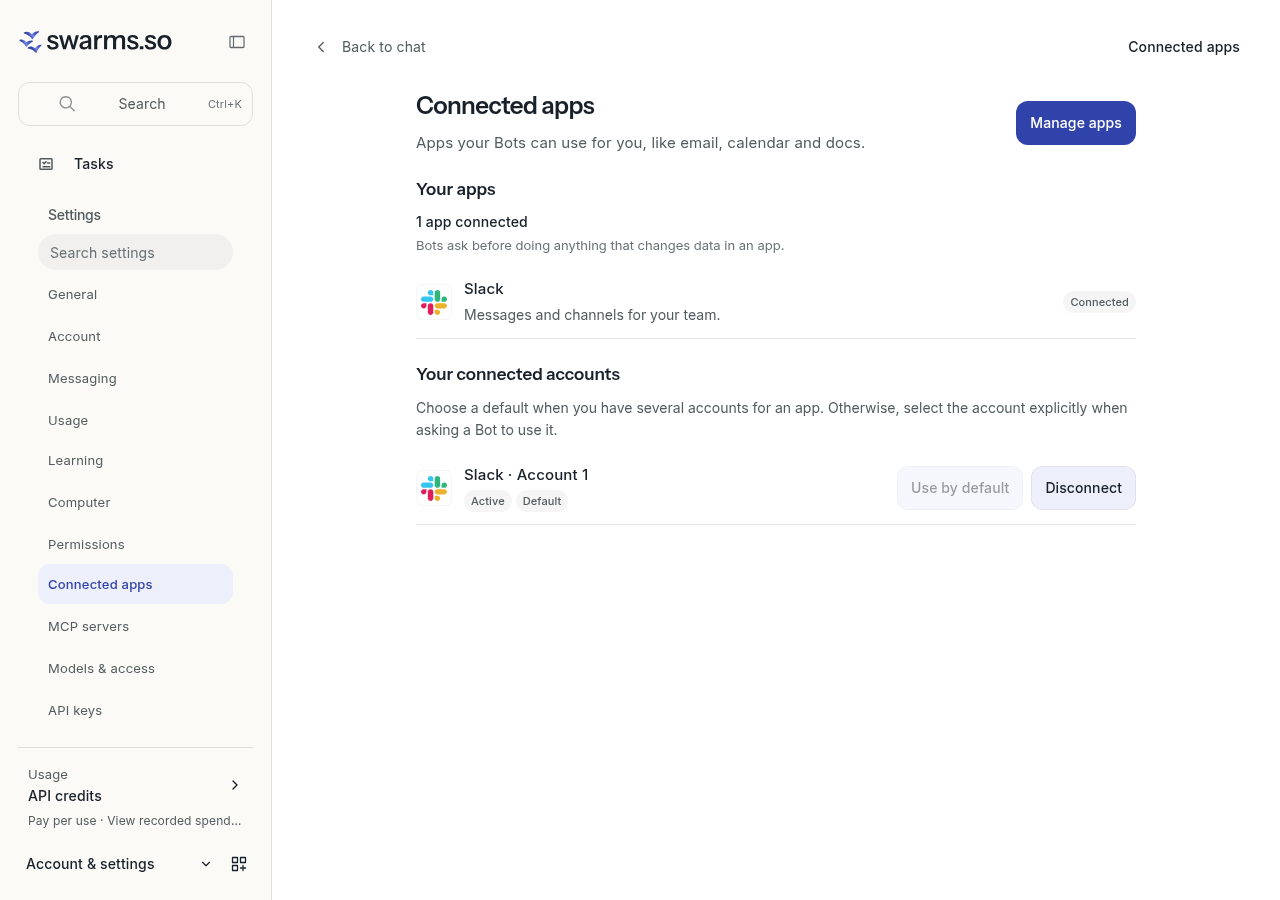 swarms.so
Search
Ctrl+K
Tasks
Settings
Search settings
General
Account
Messaging
Usage
Learning
Computer
Permissions
Connected apps
MCP servers
Models & access
API keys
Usage
API credits
Pay per use · View recorded spend...
Account & settings
Back to chat
Connected apps
Connected apps
Apps your Bots can use for you, like email, calendar and docs.
Manage apps
Your apps
1 app connected
Bots ask before doing anything that changes data in an app.
Slack
Messages and channels for your team.
Connected
Your connected accounts
Choose a default when you have several accounts for an app. Otherwise, select the account explicitly when
asking a Bot to use it.
Slack · Account 1
Active
Default
Use by default
Disconnect